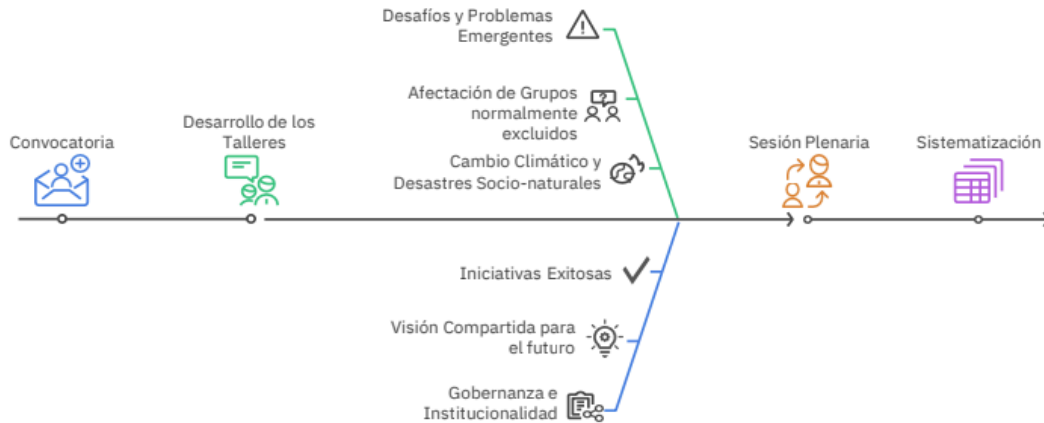 Convocatoria
Desarrollo de los
Talleres
Desafíos y Problemas
Emergentes
Afectación de Grupos
normalmente
excluidos
Cambio Climático y
Desastres Socio-naturales
Iniciativas Exitosas
Visión Compartida para
el futuro
Gobernanza e
Institucionalidad
Sesión Plenaria
Sistematización